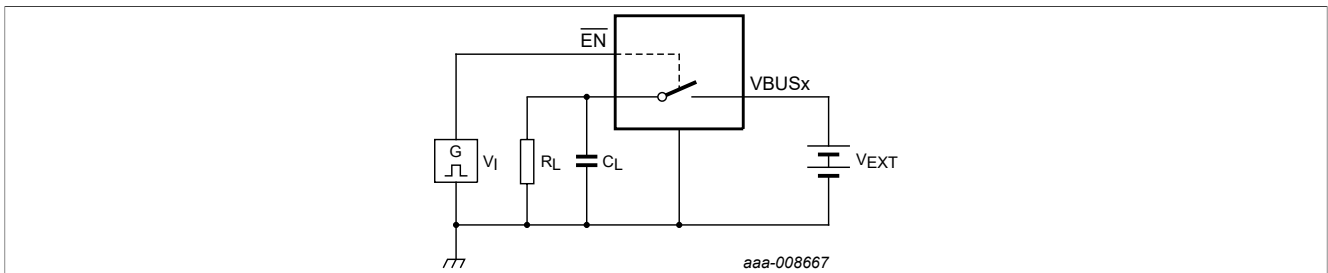 EN
VBUSx
G
VI
RL
CL
VEXT
aaa-008667